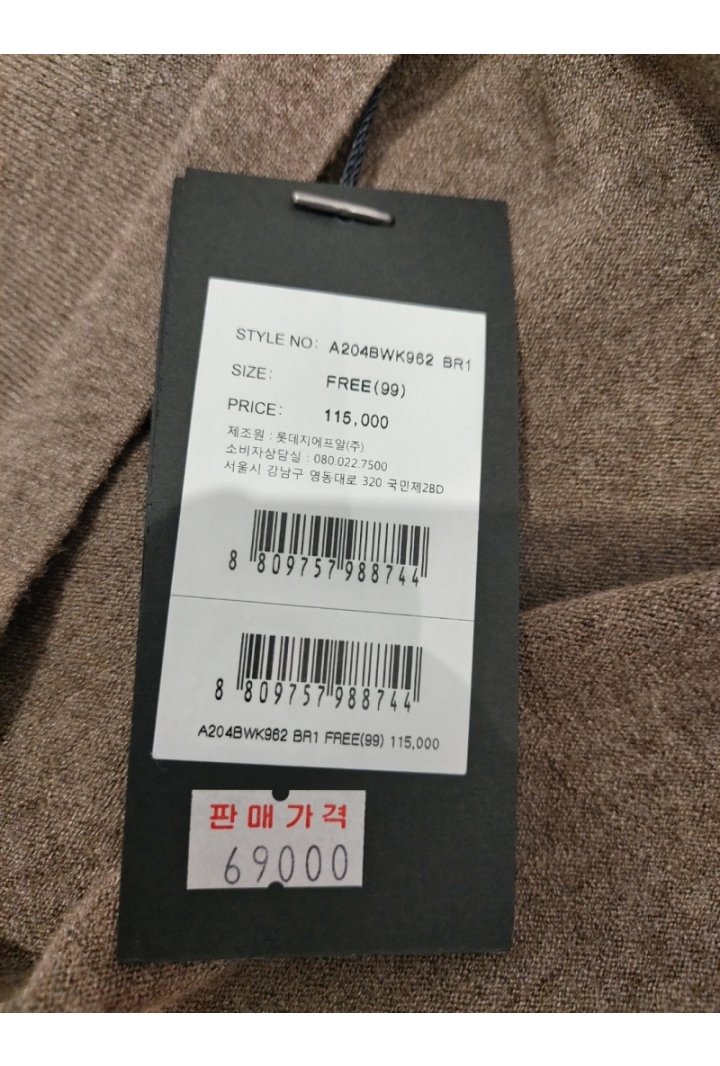 STYLE NO: A204BWK962 BR1
SIZE: FREE(99)
PRICE: 115,000
제조원 : 롯데지에프알(주)
소비자상담실 : 080.022.7500
서울시 강남구 영동대로 320 국민제2BD
8 809757 988744
8 809757 988744
A204BWK962 BR1 FREE(99) 115,000
판매가격
69000